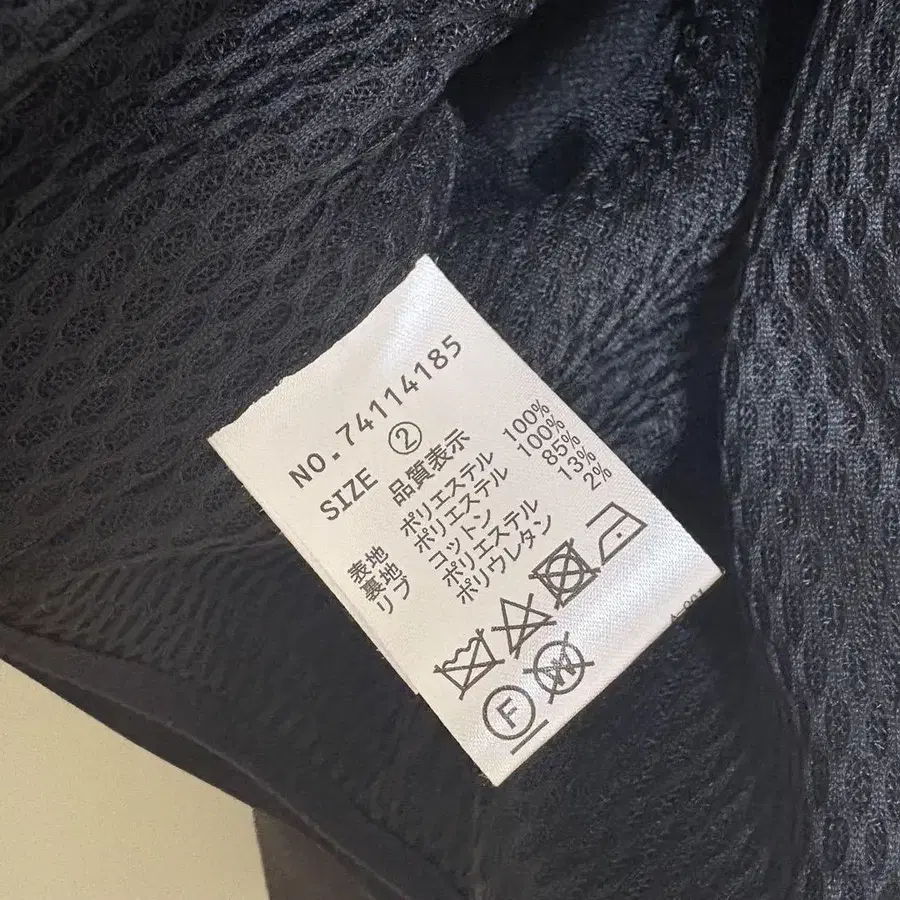 NO.74114185
SIZE ②
品質表示
表地 ポリエステル 100%
裏地 ポリエステル 100%
リブ コットン 85%
ポリエステル 13%
ポリウレタン 2%
F W